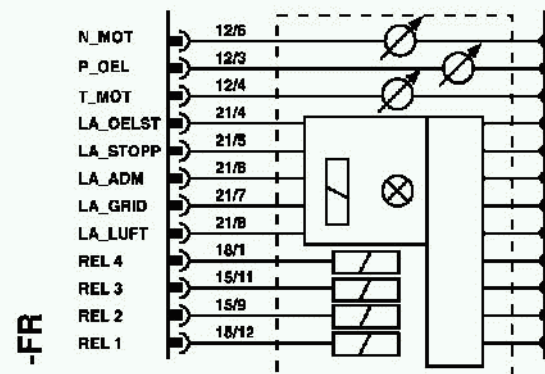 N_MOT 12/6
P_OEL 12/3
T_MOT 12/4
LA_OELST 21/4
LA_STOPP 21/5
LA_ADM 21/6
LA_GRID 21/7
LA_LUFT 21/8
REL 4 18/1
REL 3 15/11
REL 2 15/9
REL 1 18/12
-FR